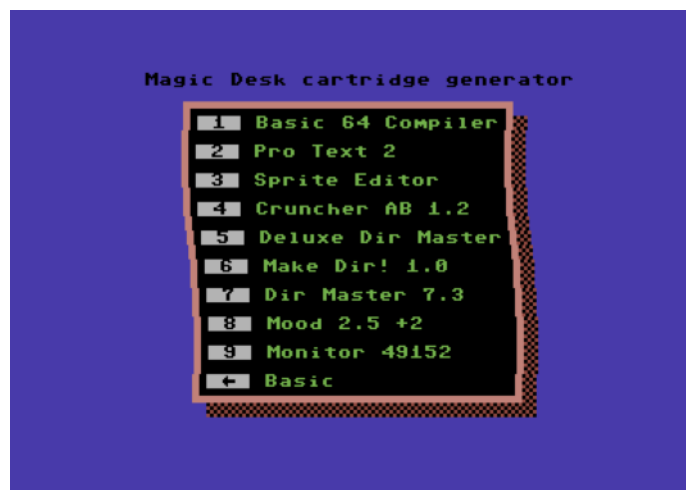 Magic Desk cartridge generator
1 Basic 64 Compiler
2 Pro Text 2
3 Sprite Editor
4 Cruncher AB 1.2
5 Deluxe Dir Master
6 Make Dir! 1.0
7 Dir Master 7.3
8 Mood 2.5 +2
9 Monitor 49152
← Basic